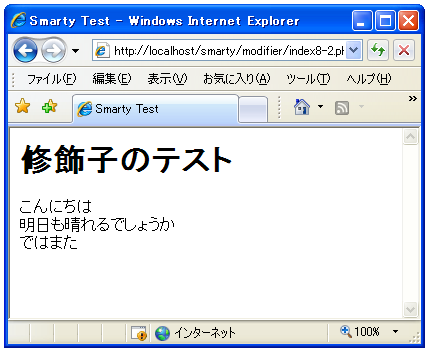 Smarty Test - Windows Internet Explorer
http://localhost/smarty/modifier/index8-2.ph
ファイル(F) 編集(E) 表示(V) お気に入り(A) ツール(T) ヘルプ(H)
Smarty Test
修飾子のテスト
こんにちは
明日も晴れるでしょうか
ではまた
インターネット 100%